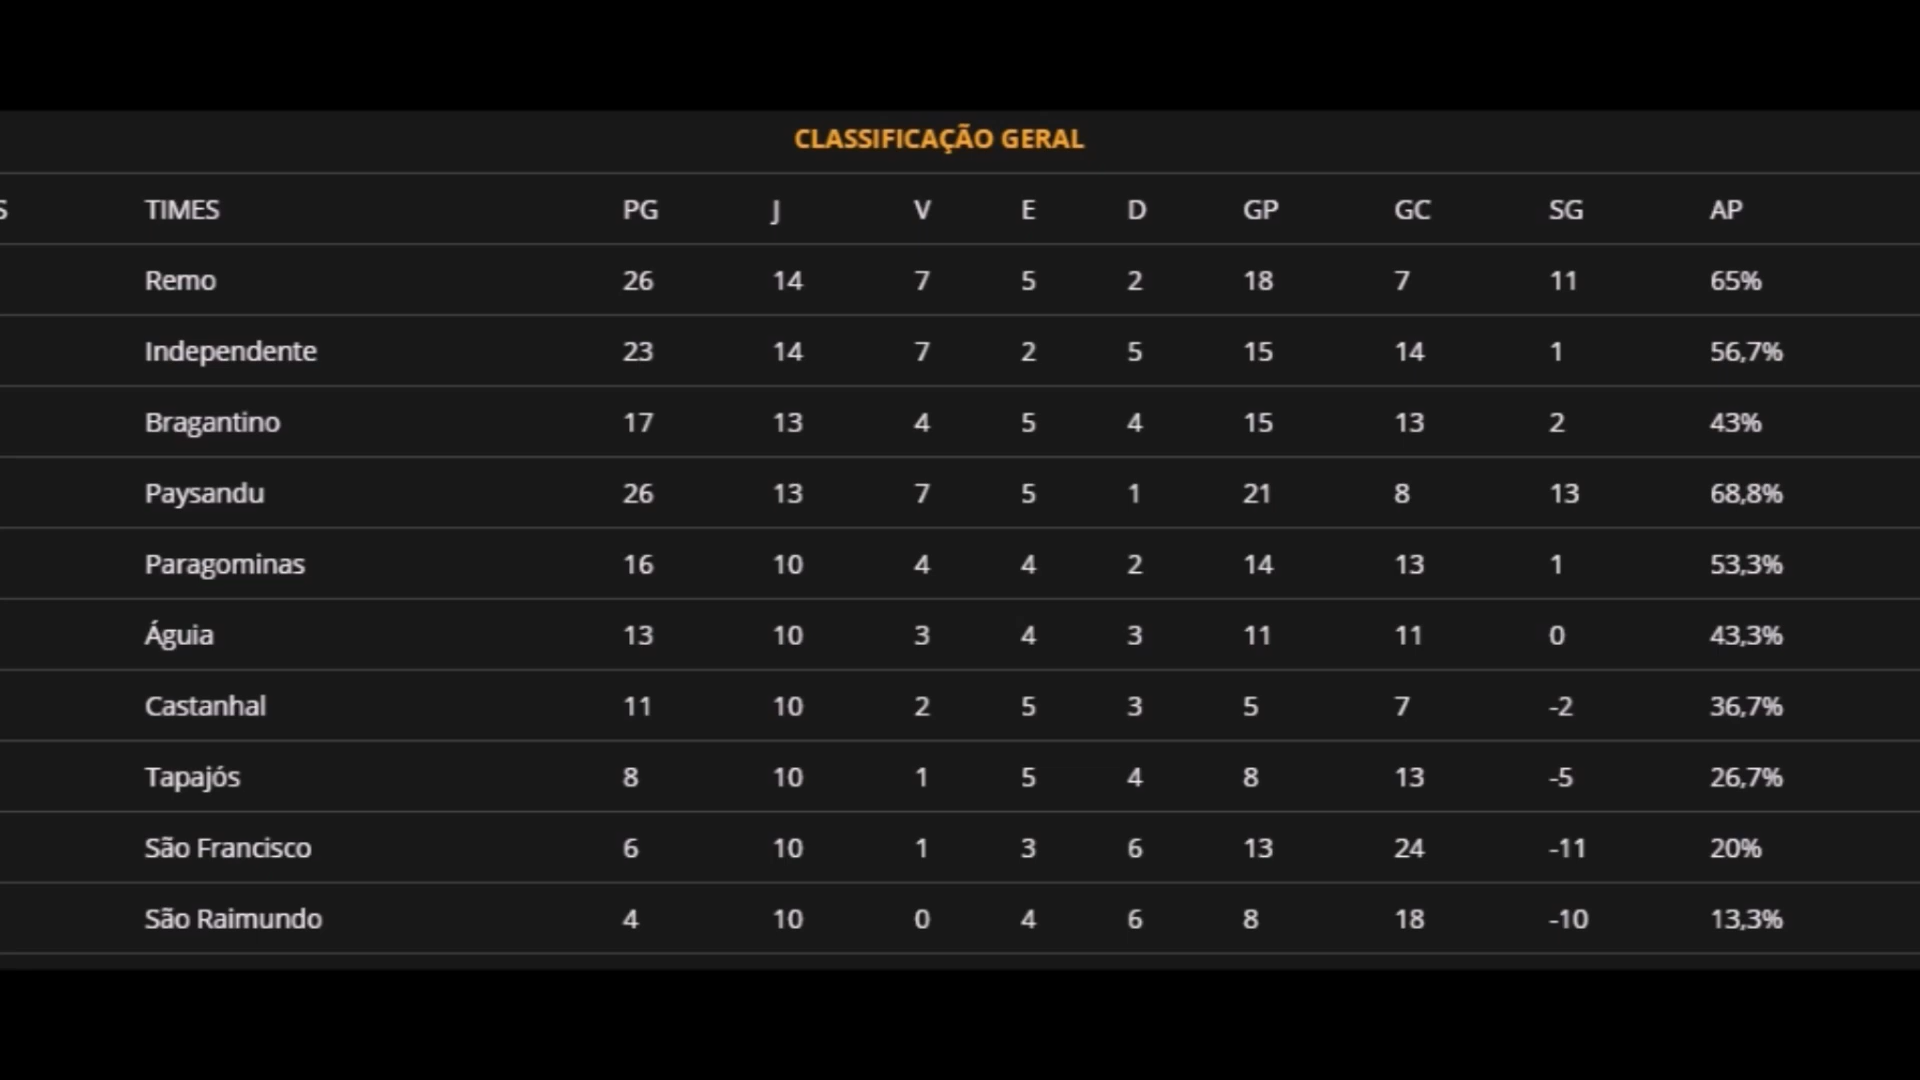 CLASSIFICAÇÃO GERAL
S TIMES PG J V E D GP GC SG AP
Remo 26 14 7 5 2 18 7 11 65%
Independente 23 14 7 2 5 15 14 1 56,7%
Bragantino 17 13 4 5 4 15 13 2 43%
Paysandu 26 13 7 5 1 21 8 13 68,8%
Paragominas 16 10 4 4 2 14 13 1 53,3%
Águia 13 10 3 4 3 11 11 0 43,3%
Castanhal 11 10 2 5 3 5 7 -2 36,7%
Tapajós 8 10 1 5 4 8 13 -5 26,7%
São Francisco 6 10 1 3 6 13 24 -11 20%
São Raimundo 4 10 0 4 6 8 18 -10 13,3%